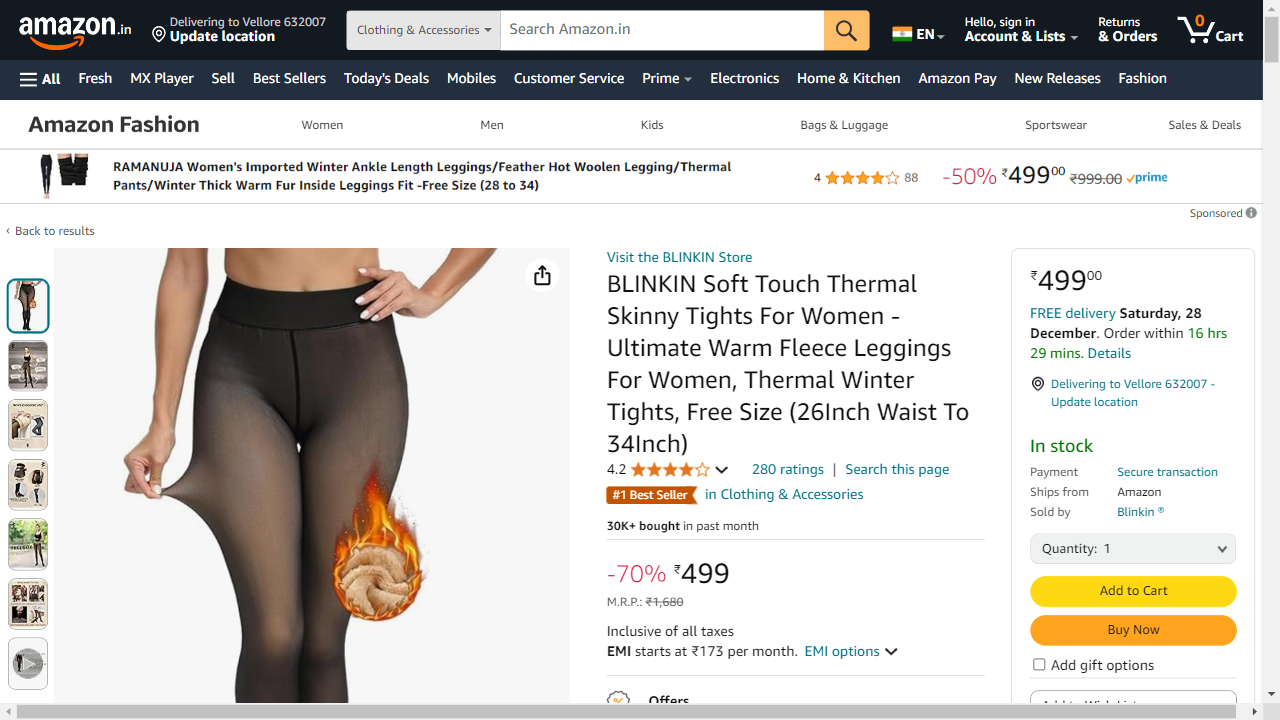 amazon.in
Delivering to Vellore 632007
Update location
Clothing & Accessories
Search Amazon.in
EN
Hello, sign in
Account & Lists
Returns
& Orders
0
Cart
All
Fresh
MX Player
Sell
Best Sellers
Today's Deals
Mobiles
Customer Service
Prime
Electronics
Home & Kitchen
Amazon Pay
New Releases
Fashion
Amazon Fashion
Women
Men
Kids
Bags & Luggage
Sportswear
Sales & Deals
RAMANUJA Women's Imported Winter Ankle Length Leggings/Feather Hot Woolen Legging/Thermal
Pants/Winter Thick Warm Fur Inside Leggings Fit -Free Size (28 to 34)
4
88
-50% ₹49900 ₹999.00 prime
Sponsored
‹ Back to results
Visit the BLINKIN Store
BLINKIN Soft Touch Thermal
Skinny Tights For Women -
Ultimate Warm Fleece Leggings
For Women, Thermal Winter
Tights, Free Size (26Inch Waist To
34Inch)
4.2
280 ratings | Search this page
#1 Best Seller in Clothing & Accessories
30K+ bought in past month
-70% ₹499
M.R.P.: ₹1,680
Inclusive of all taxes
EMI starts at ₹173 per month. EMI options
Offers
₹49900
FREE delivery Saturday, 28
December. Order within 16 hrs
29 mins. Details
Delivering to Vellore 632007 -
Update location
In stock
Payment Secure transaction
Ships from Amazon
Sold by Blinkin ®
Quantity: 1
Add to Cart
Buy Now
Add gift options